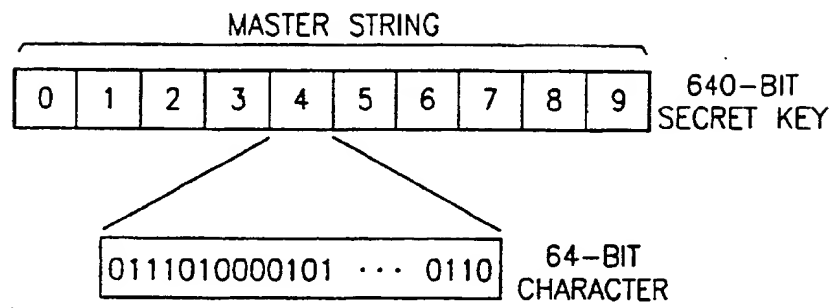 MASTER STRING
0 1 2 3 4 5 6 7 8 9
640-BIT
SECRET KEY
0111010000101 ··· 0110
64-BIT
CHARACTER